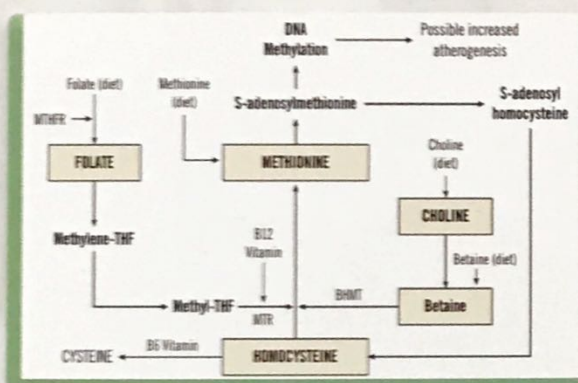 DNA
Methylation
Possible increased
atherogenesis
Folate (diet)
Methionine
(diet)
S-adenosylmethionine
S-adenosyl
homocysteine
MTHFR
FOLATE
METHIONINE
Choline
(diet)
CHOLINE
Methylene-THF
B12
Vitamin
Betaine (diet)
Methyl-THF
MTR
BHMT
Betaine
CYSTEINE
B6 Vitamin
HOMOCYSTEINE